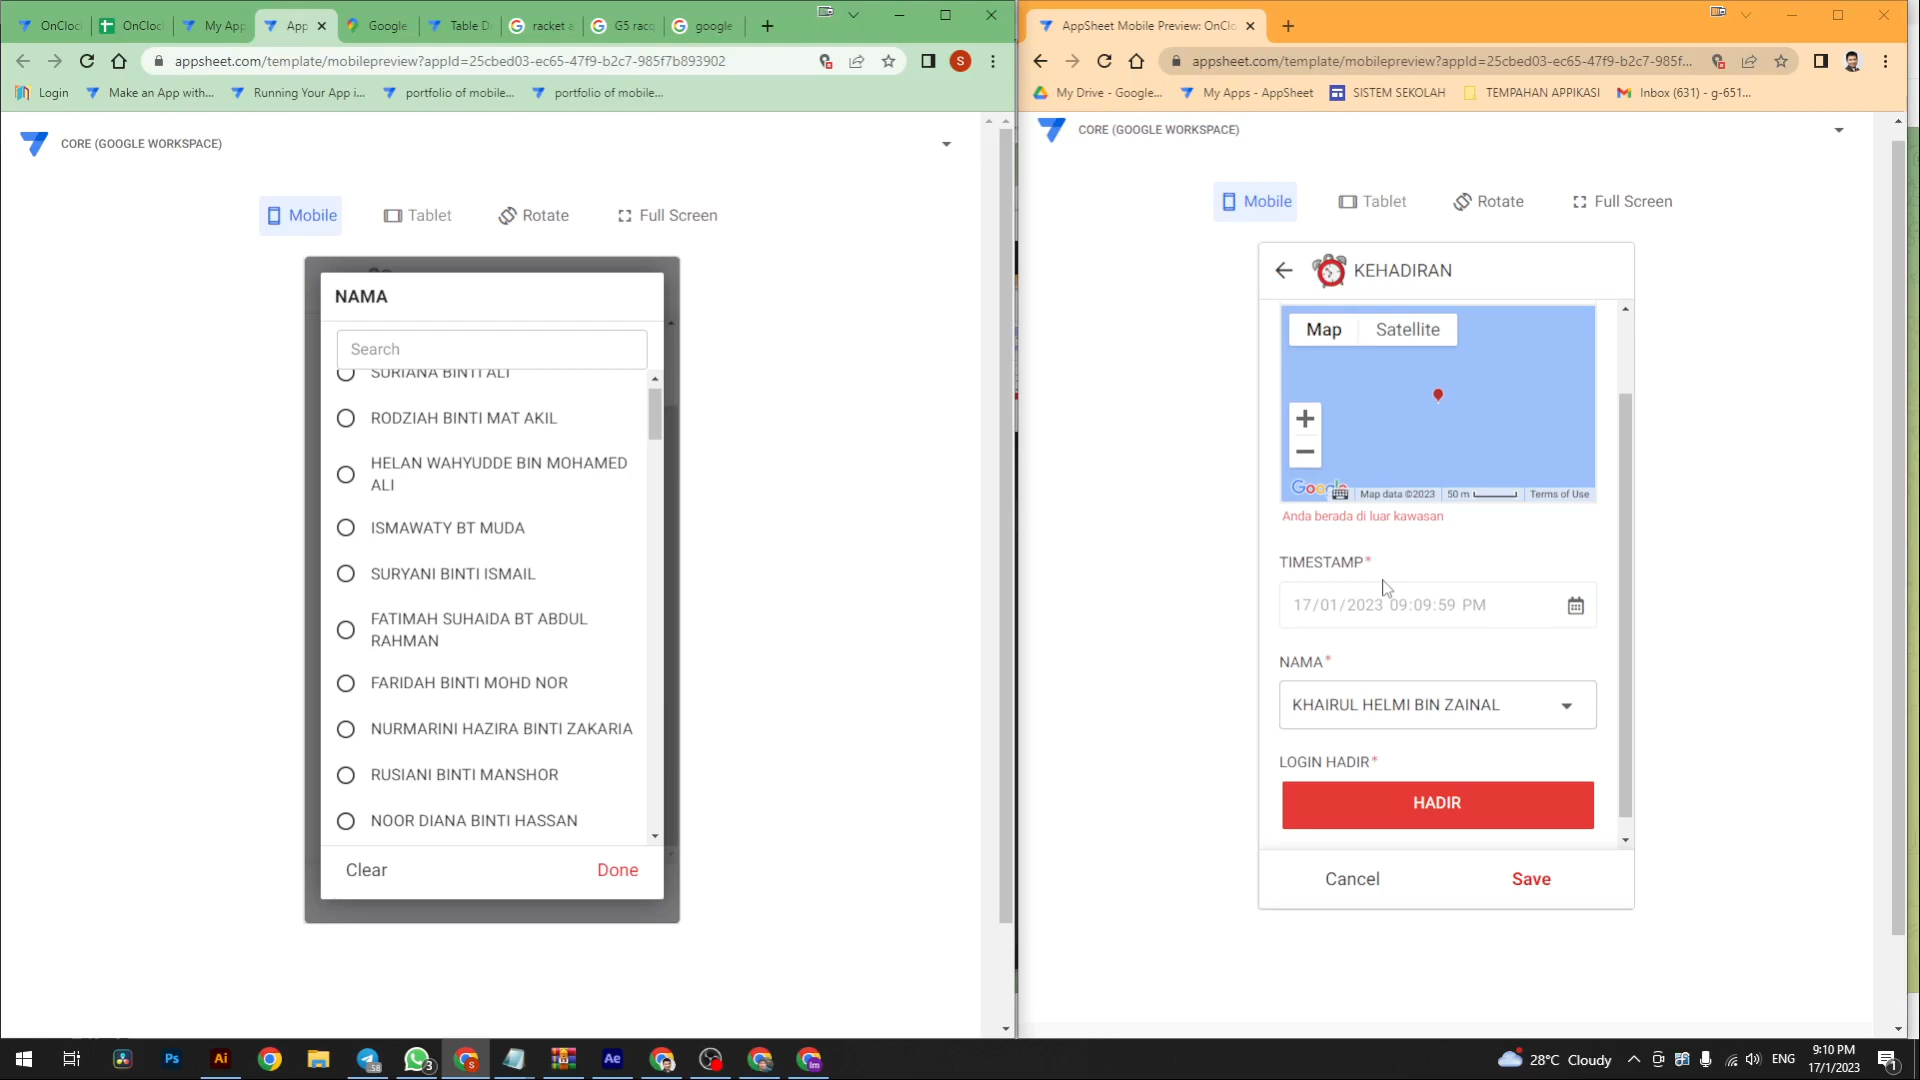 OnCloc
OnCloc
My App
App
Google
Table D
racket a
G5 racq
google
appsheet.com/template/mobilepreview?appId=25cbed03-ec65-47f9-b2c7-985f7b893902
S
Login
Make an App with...
Running Your App i...
portfolio of mobile...
portfolio of mobile...
CORE (GOOGLE WORKSPACE)
Mobile
Tablet
Rotate
Full Screen
NAMA
Search
SURIANA BINTI ALI
RODZIAH BINTI MAT AKIL
HELAN WAHYUDDE BIN MOHAMED
ALI
ISMAWATY BT MUDA
SURYANI BINTI ISMAIL
FATIMAH SUHAIDA BT ABDUL
RAHMAN
FARIDAH BINTI MOHD NOR
NURMARINI HAZIRA BINTI ZAKARIA
RUSIANI BINTI MANSHOR
NOOR DIANA BINTI HASSAN
Clear
Done
AppSheet Mobile Preview: OnClo
appsheet.com/template/mobilepreview?appId=25cbed03-ec65-47f9-b2c7-985f...
My Drive - Google...
My Apps - AppSheet
SISTEM SEKOLAH
TEMPAHAN APPIKASI
Inbox (631) - g-651...
CORE (GOOGLE WORKSPACE)
Mobile
Tablet
Rotate
Full Screen
KEHADIRAN
Map
Satellite
Google
Map data ©2023
50 m
Terms of Use
Anda berada di luar kawasan
TIMESTAMP*
17/01/2023 09:09:59 PM
NAMA*
KHAIRUL HELMI BIN ZAINAL
LOGIN HADIR*
HADIR
Cancel
Save
Ps
Ai
58
3
Ae
28°C Cloudy
ENG
9:10 PM
17/1/2023
1